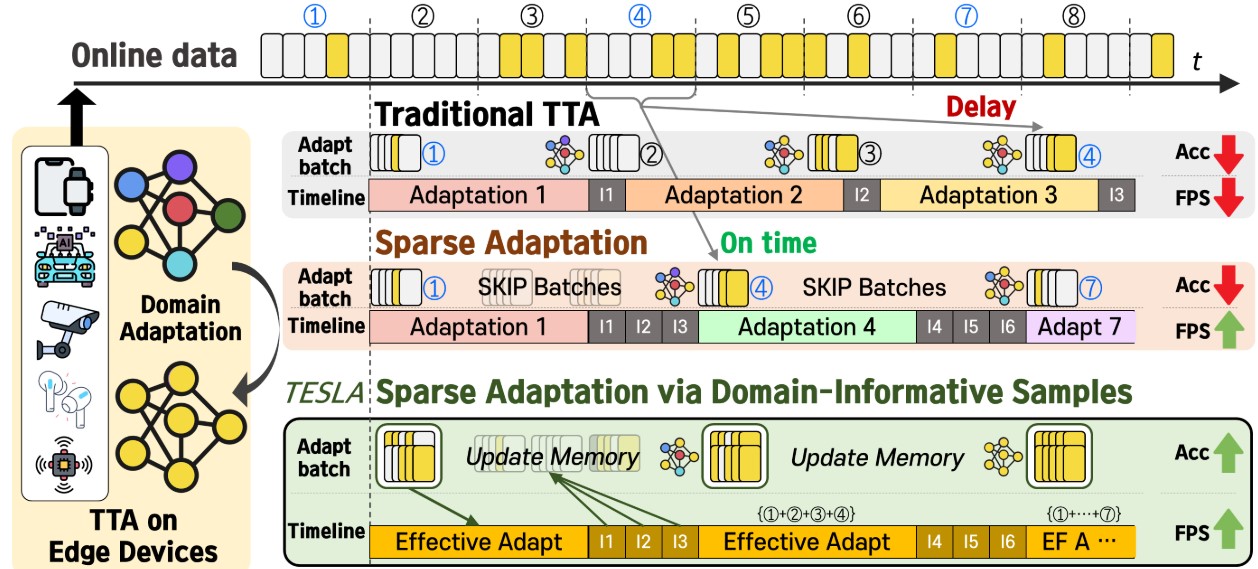 ① ② ③ ④ ⑤ ⑥ ⑦ ⑧
Online data
t
Traditional TTA
Delay
Adapt batch ① ② ③ ④
Acc
Timeline Adaptation 1 I1 Adaptation 2 I2 Adaptation 3 I3
FPS
Sparse Adaptation
On time
Adapt batch ① SKIP Batches ④ SKIP Batches ⑦
Acc
Timeline Adaptation 1 I1 I2 I3 Adaptation 4 I4 I5 I6 Adapt 7
FPS
TESLA Sparse Adaptation via Domain-Informative Samples
Adapt batch Update Memory Update Memory
Acc
{①+②+③+④} {①+⋯+⑦}
Timeline Effective Adapt I1 I2 I3 Effective Adapt I4 I5 I6 EF A ⋯
FPS
AI
Domain
Adaptation
TTA on
Edge Devices